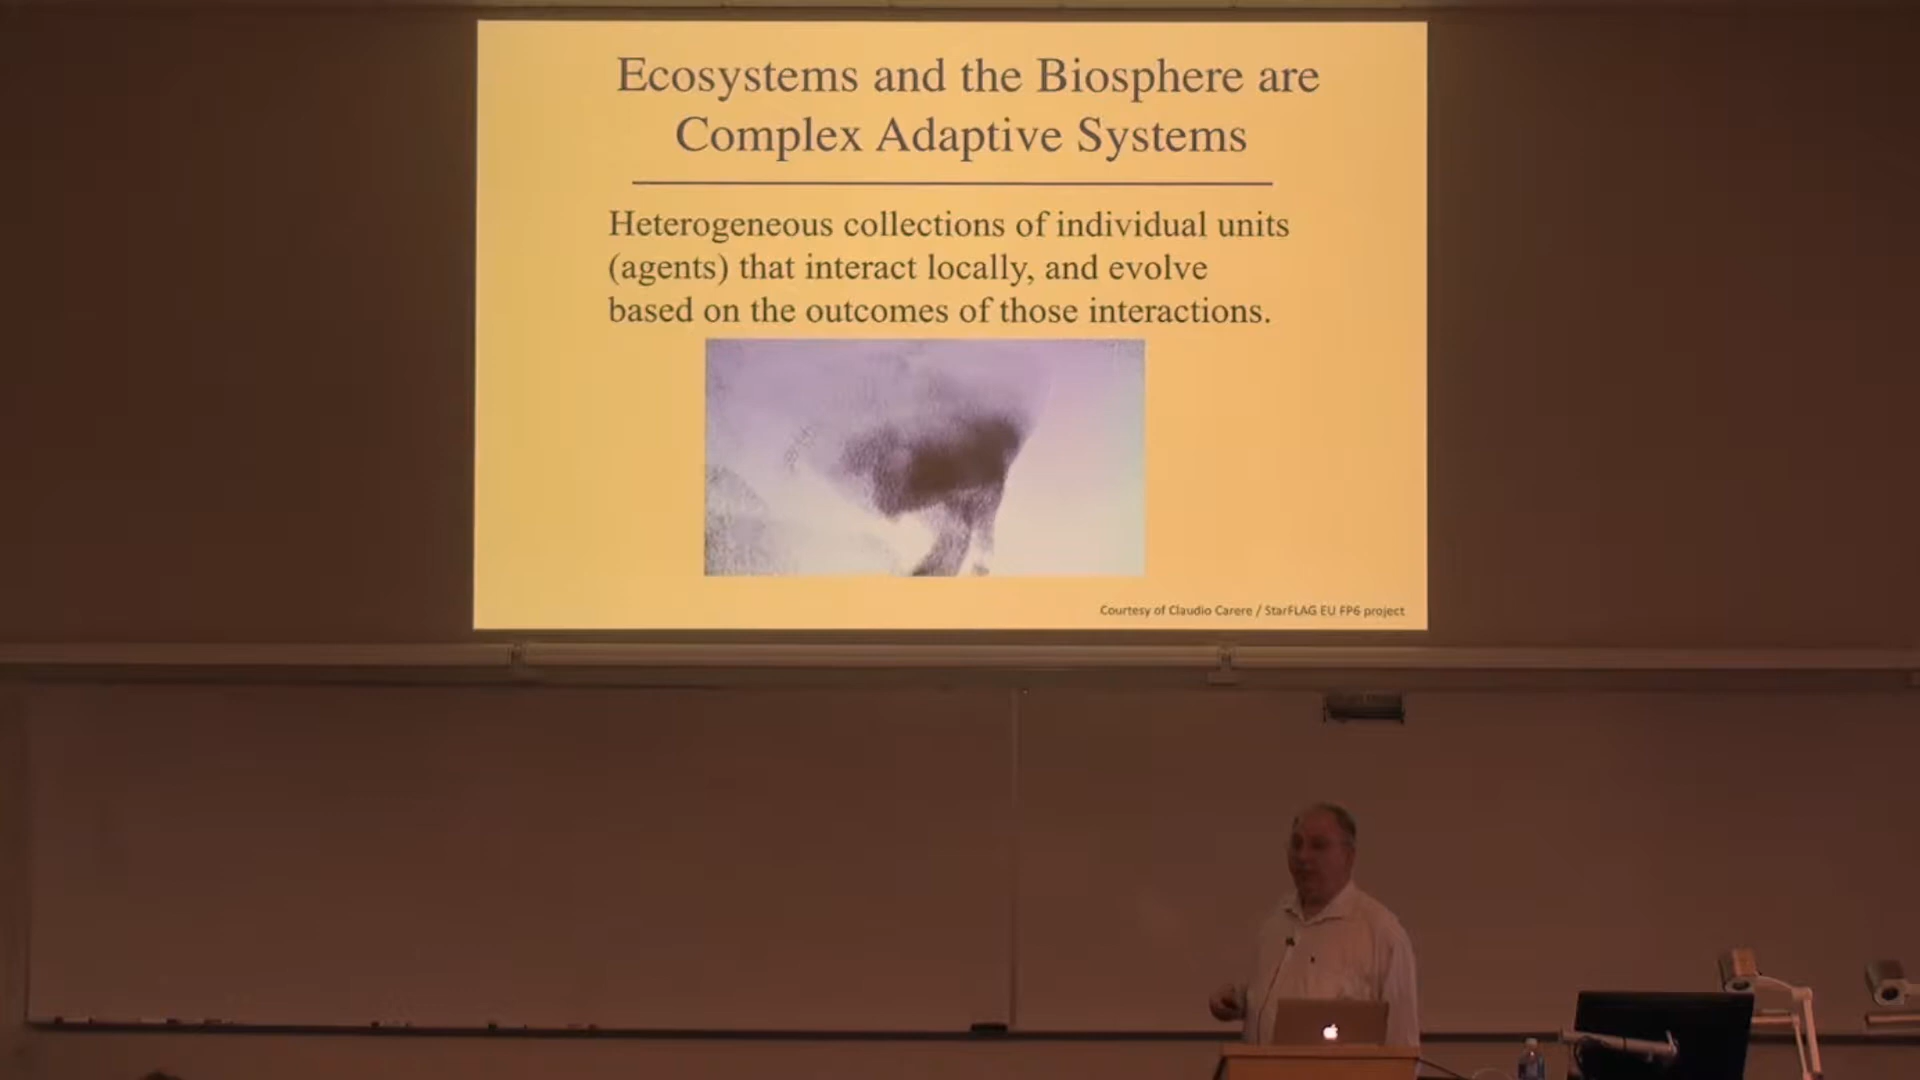 Ecosystems and the Biosphere are
Complex Adaptive Systems
Heterogeneous collections of individual units
(agents) that interact locally, and evolve
based on the outcomes of those interactions.
Courtesy of Claudio Carere / StarFLAG EU FP6 project